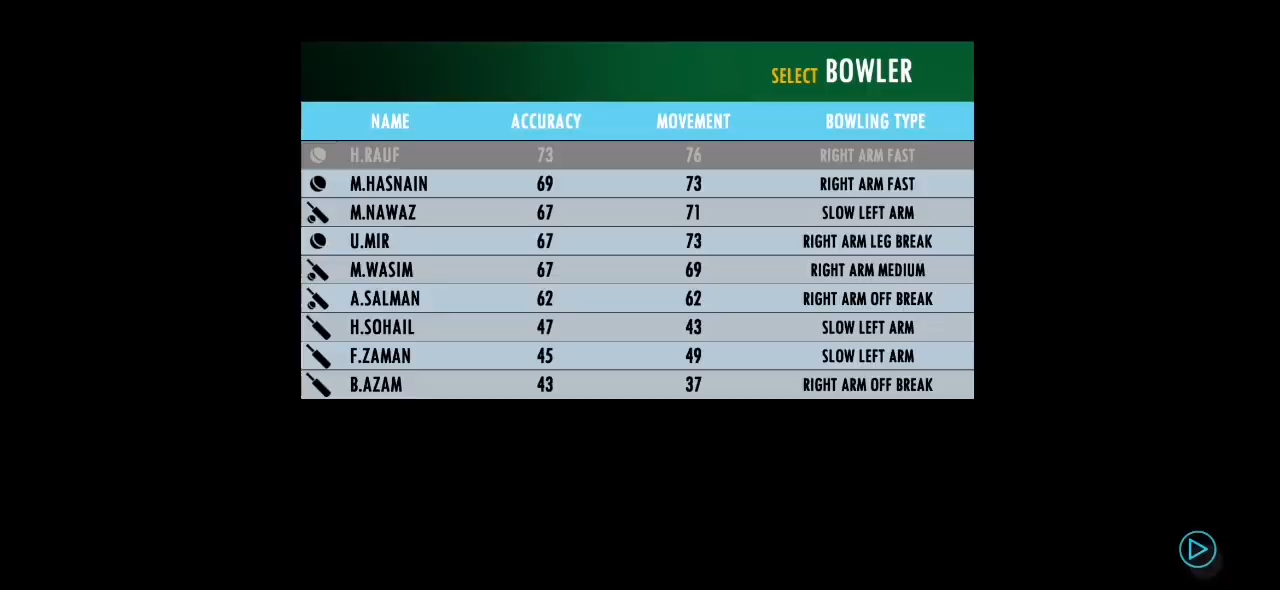 SELECT BOWLER
NAME ACCURACY MOVEMENT BOWLING TYPE
H.RAUF 73 76 RIGHT ARM FAST
M.HASNAIN 69 73 RIGHT ARM FAST
M.NAWAZ 67 71 SLOW LEFT ARM
U.MIR 67 73 RIGHT ARM LEG BREAK
M.WASIM 67 69 RIGHT ARM MEDIUM
A.SALMAN 62 62 RIGHT ARM OFF BREAK
H.SOHAIL 47 43 SLOW LEFT ARM
F.ZAMAN 45 49 SLOW LEFT ARM
B.AZAM 43 37 RIGHT ARM OFF BREAK